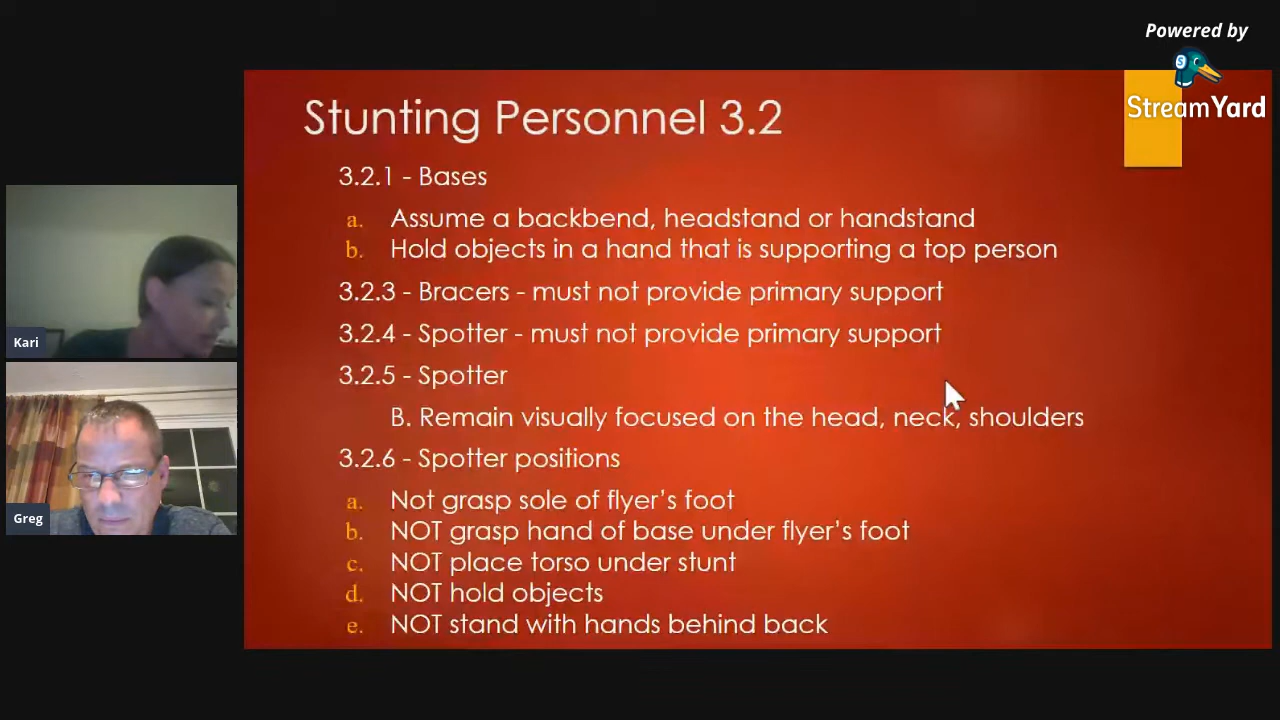 Powered by
StreamYard
Stunting Personnel 3.2
3.2.1 - Bases
a. Assume a backbend, headstand or handstand
b. Hold objects in a hand that is supporting a top person
3.2.3 - Bracers - must not provide primary support
3.2.4 - Spotter - must not provide primary support
3.2.5 - Spotter
B. Remain visually focused on the head, neck, shoulders
3.2.6 - Spotter positions
a. Not grasp sole of flyer's foot
b. NOT grasp hand of base under flyer's foot
c. NOT place torso under stunt
d. NOT hold objects
e. NOT stand with hands behind back
Kari
Greg